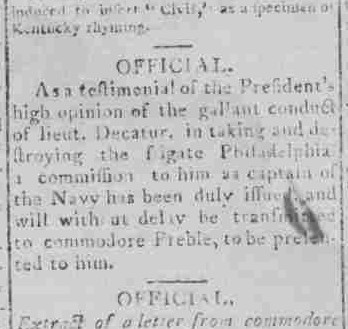 induced to insert "Civis," as a specimen of
Kentucky rhyming.
OFFICIAL.
As a teſtimonial of the Preſident's
high opinion of the gallant conduct
of lieut. Decatur, in taking and de-
ſtroying the frigate Philadelphia
a commiſſion to him as captain of
the Navy has been duly iſſued, and
will with ut delay be tranſmitted
to commodore Preble, to be preſen-
ted to him.
OFFICIAL.
Extract of a letter from commodore